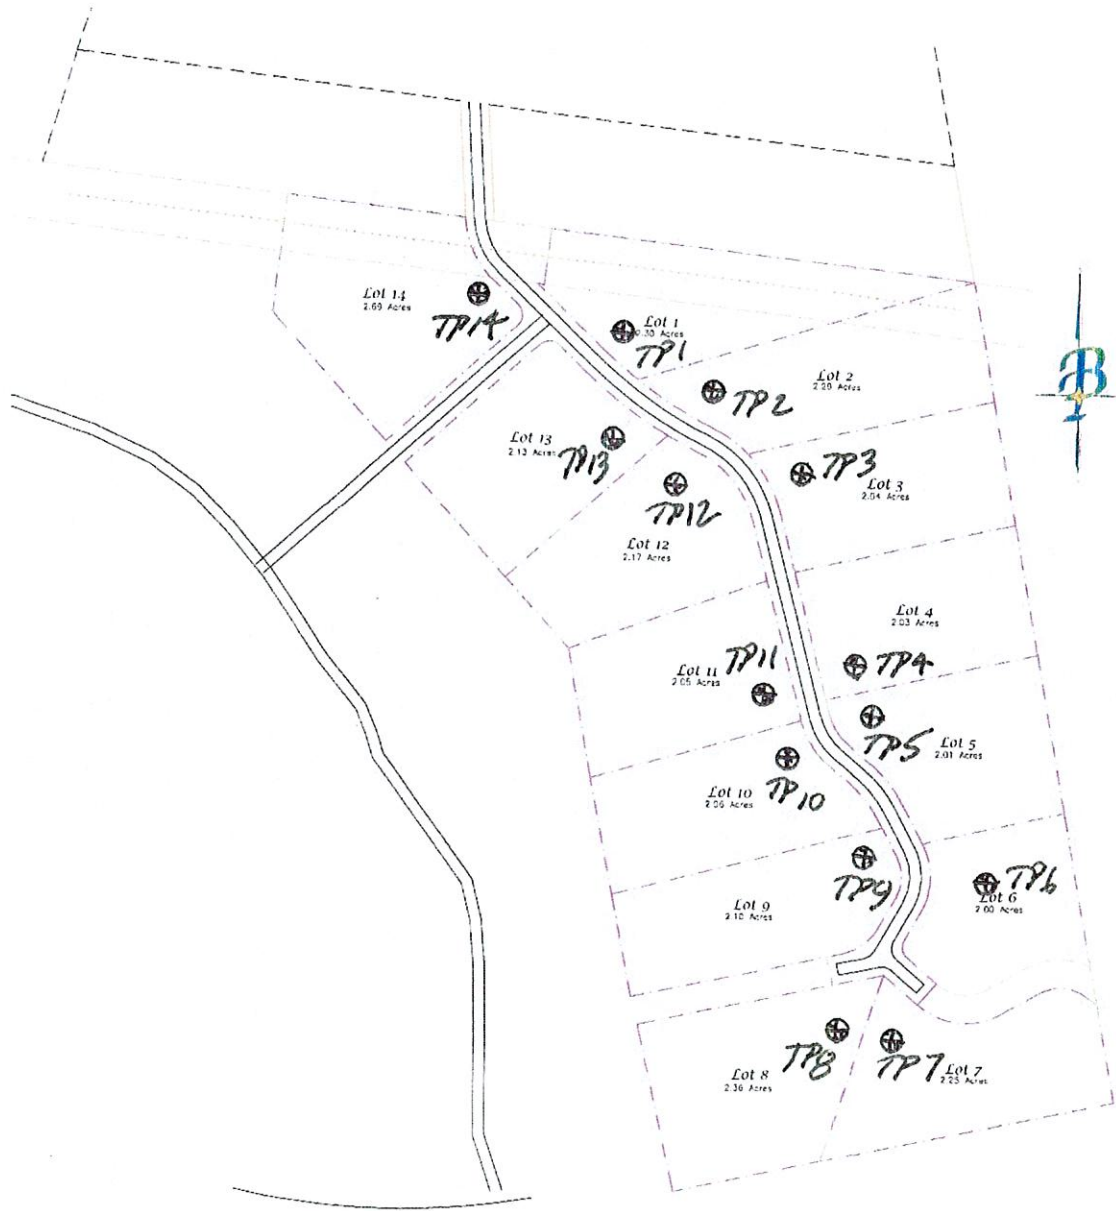 Lot 14
2.69 Acres
TP14
Lot 1
Acres
TP1
Lot 2
2.20 Acres
TP2
Lot 13
2.13 Acres
TP13
TP3
Lot 3
2.04 Acres
TP12
Lot 12
2.17 Acres
Lot 4
2.03 Acres
TP4
Lot 11
2.05 Acres
TP11
TP5
Lot 5
2.01 Acres
Lot 10
2.06 Acres
TP10
TP9
Lot 9
2.10 Acres
TP6
Lot 6
2.60 Acres
TP8
Lot 8
2.36 Acres
TP7
Lot 7
2.25 Acres
B